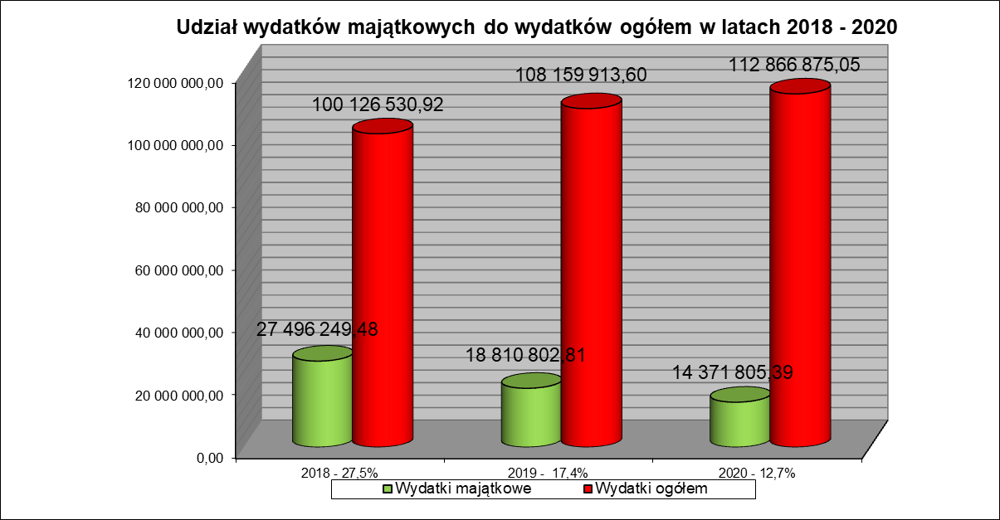 Udział wydatków majątkowych do wydatków ogółem w latach 2018 - 2020
120 000 000,00
100 000 000,00
80 000 000,00
60 000 000,00
40 000 000,00
20 000 000,00
0,00
27 496 249,48
100 126 530,92
18 810 802,81
108 159 913,60
14 371 805,39
112 866 875,05
2018 - 27,5%
2019 - 17,4%
2020 - 12,7%
Wydatki majątkowe
Wydatki ogółem